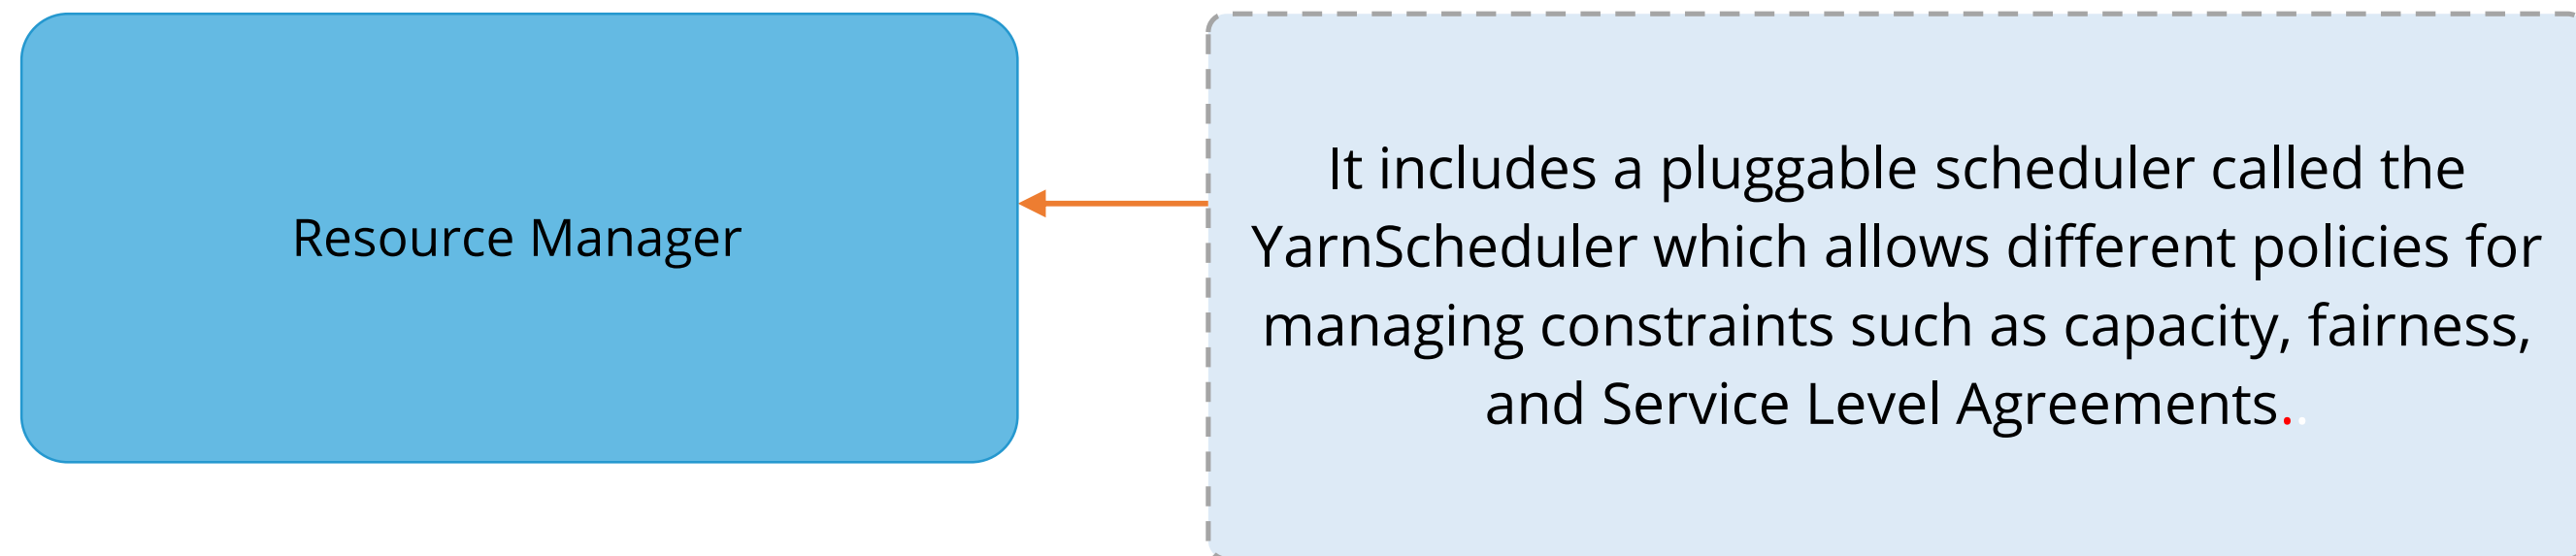 Resource Manager
It includes a pluggable scheduler called the
YarnScheduler which allows different policies for
managing constraints such as capacity, fairness,
and Service Level Agreements..